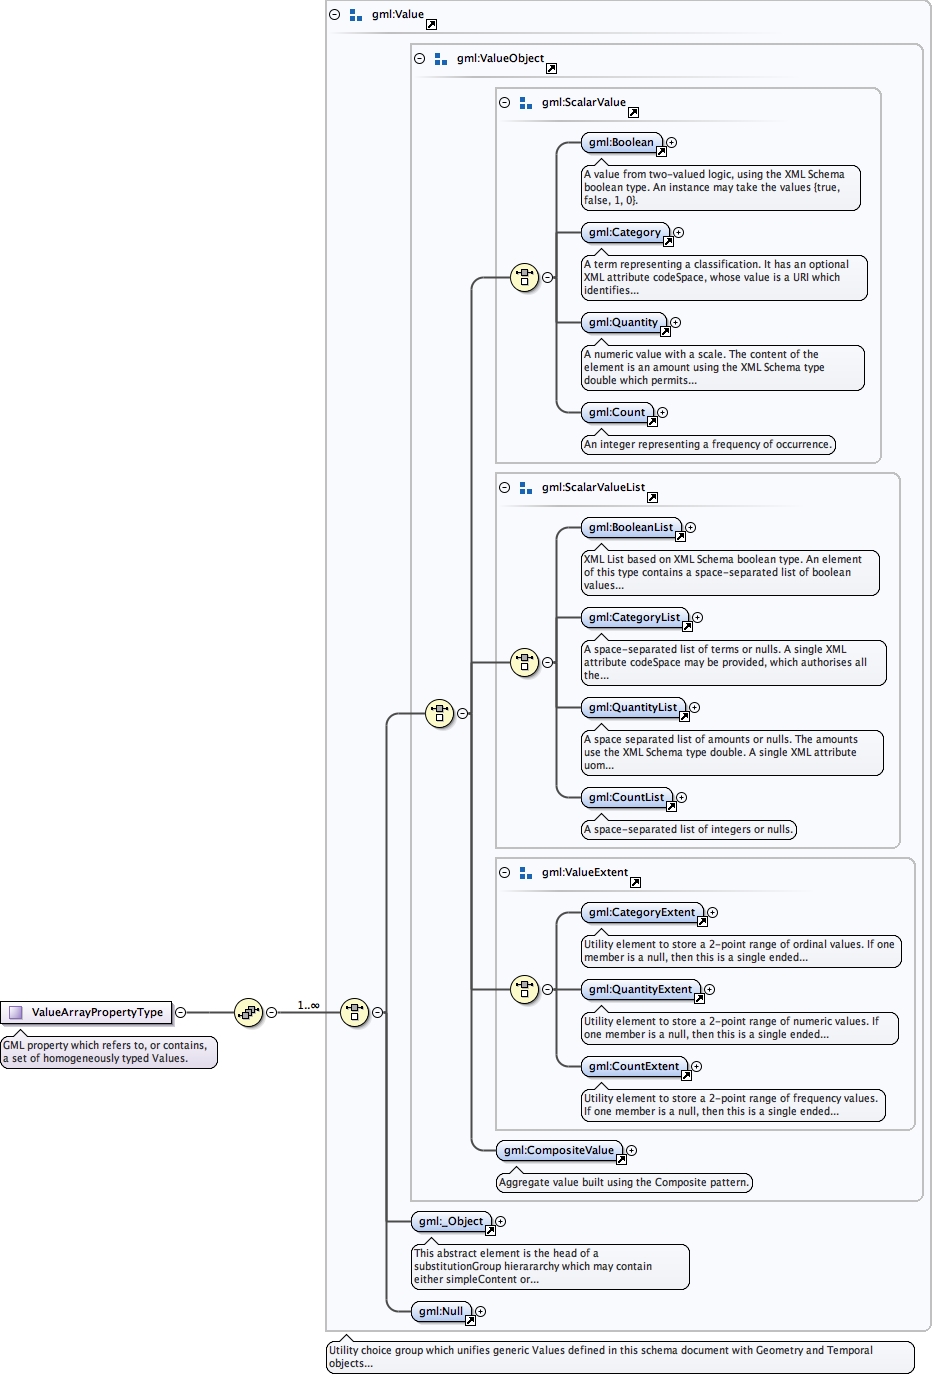 gml:Value
gml:ValueObject
gml:ScalarValue
gml:Boolean
A value from two-valued logic, using the XML Schema
boolean type. An instance may take the values {true,
false, 1, 0}.
gml:Category
A term representing a classification. It has an optional
XML attribute codeSpace, whose value is a URI which
identifies...
gml:Quantity
A numeric value with a scale. The content of the
element is an amount using the XML Schema type
double which permits...
gml:Count
An integer representing a frequency of occurrence.
gml:ScalarValueList
gml:BooleanList
XML List based on XML Schema boolean type. An element
of this type contains a space-separated list of boolean
values...
gml:CategoryList
A space-separated list of terms or nulls. A single XML
attribute codeSpace may be provided, which authorises all
the...
gml:QuantityList
A space separated list of amounts or nulls. The amounts
use the XML Schema type double. A single XML attribute
uom...
gml:CountList
A space-separated list of integers or nulls.
gml:ValueExtent
gml:CategoryExtent
Utility element to store a 2-point range of ordinal values. If one
member is a null, then this is a single ended...
gml:QuantityExtent
Utility element to store a 2-point range of numeric values. If
one member is a null, then this is a single ended...
gml:CountExtent
Utility element to store a 2-point range of frequency values.
If one member is a null, then this is a single ended...
ValueArrayPropertyType
1..∞
GML property which refers to, or contains,
a set of homogeneously typed Values.
gml:CompositeValue
Aggregate value built using the Composite pattern.
gml:_Object
This abstract element is the head of a
substitutionGroup hierararchy which may contain
either simpleContent or...
gml:Null
Utility choice group which unifies generic Values defined in this schema document with Geometry and Temporal
objects...